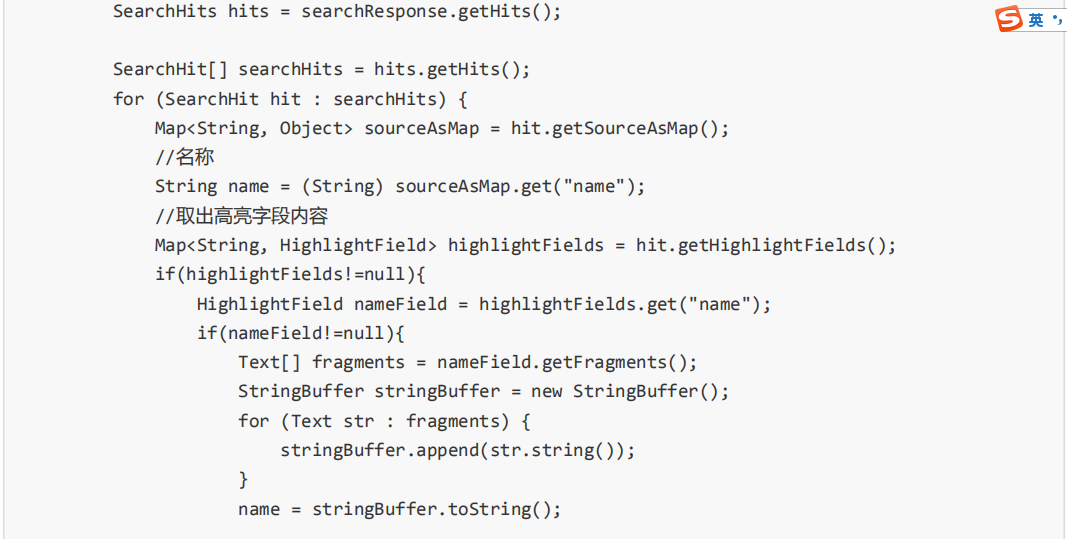 SearchHits hits = searchResponse.getHits();
SearchHit[] searchHits = hits.getHits();
for (SearchHit hit : searchHits) {
Map<String, Object> sourceAsMap = hit.getSourceAsMap();
//名称
String name = (String) sourceAsMap.get("name");
//取出高亮字段内容
Map<String, HighlightField> highlightFields = hit.getHighlightFields();
if(highlightFields!=null){
HighlightField nameField = highlightFields.get("name");
if(nameField!=null){
Text[] fragments = nameField.getFragments();
StringBuffer stringBuffer = new StringBuffer();
for (Text str : fragments) {
stringBuffer.append(str.string());
}
name = stringBuffer.toString();
S 英